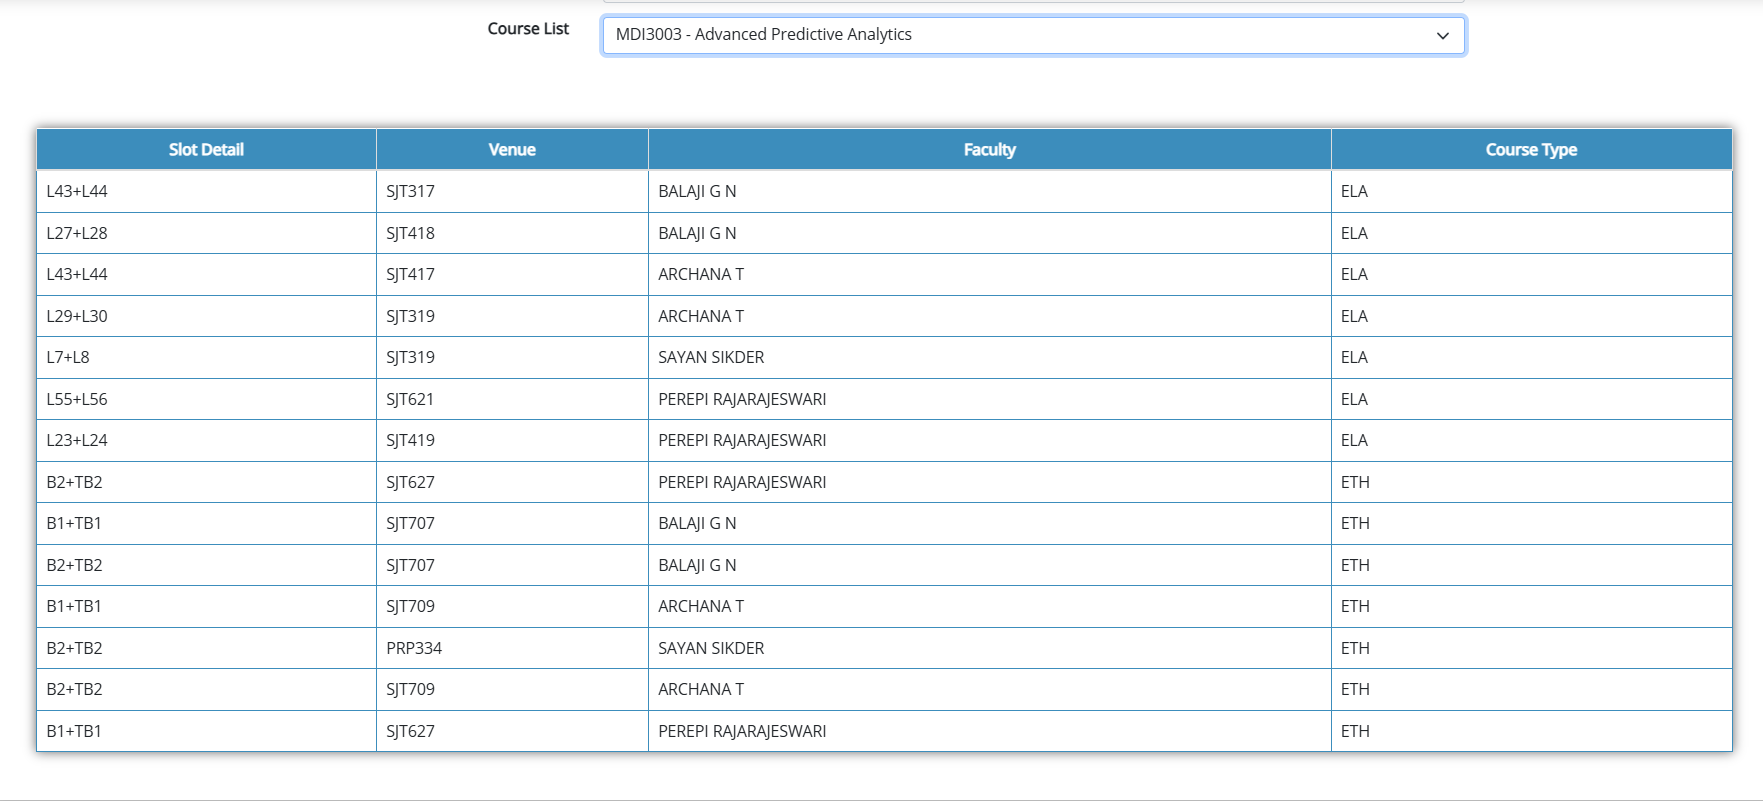 Course List MDI3003 - Advanced Predictive Analytics
Slot Detail Venue Faculty Course Type
L43+L44 SJT317 BALAJI G N ELA
L27+L28 SJT418 BALAJI G N ELA
L43+L44 SJT417 ARCHANA T ELA
L29+L30 SJT319 ARCHANA T ELA
L7+L8 SJT319 SAYAN SIKDER ELA
L55+L56 SJT621 PEREPI RAJARAJESWARI ELA
L23+L24 SJT419 PEREPI RAJARAJESWARI ELA
B2+TB2 SJT627 PEREPI RAJARAJESWARI ETH
B1+TB1 SJT707 BALAJI G N ETH
B2+TB2 SJT707 BALAJI G N ETH
B1+TB1 SJT709 ARCHANA T ETH
B2+TB2 PRP334 SAYAN SIKDER ETH
B2+TB2 SJT709 ARCHANA T ETH
B1+TB1 SJT627 PEREPI RAJARAJESWARI ETH